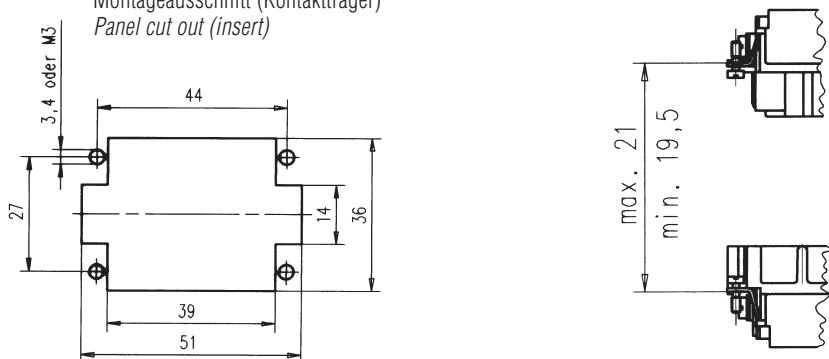 Montageausschnitt (Kontaktträger)
Panel cut out (insert)
3,4 oder M3
44
27
14
36
39
51
max. 21
min. 19,5